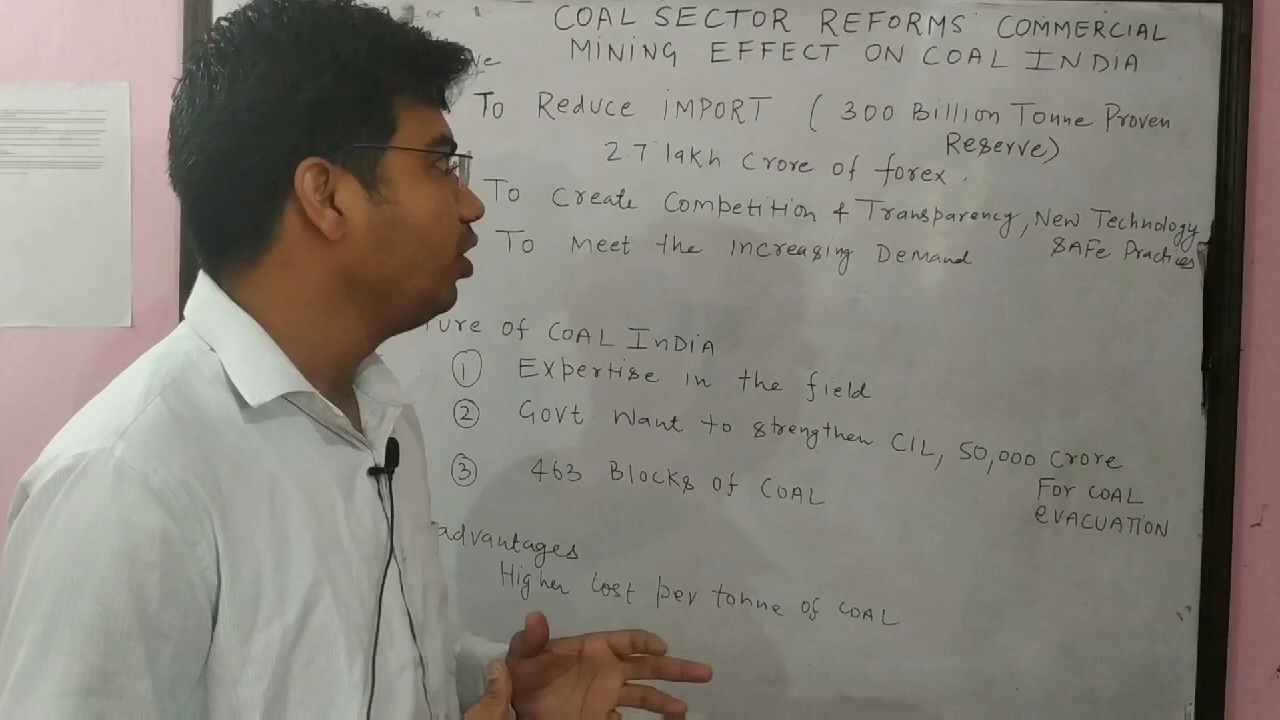 COAL SECTOR REFORMS COMMERCIAL
MINING EFFECT ON COAL INDIA
ve
To Reduce IMPORT ( 300 Billion Tonne Proven
Reserve)
2.7 lakh Crore of forex.
To Create Competition & Transparency, New Technology
SAFe Practices
To Meet the Increasing Demand
ture of COAL INDIA
① Expertise in the field
② Govt Want to strengthen CIL, 50,000 Crore
FOR COAL
EVACUATION
③ 463 Blocks of COAL
advantages
Higher Cost per tonne of COAL